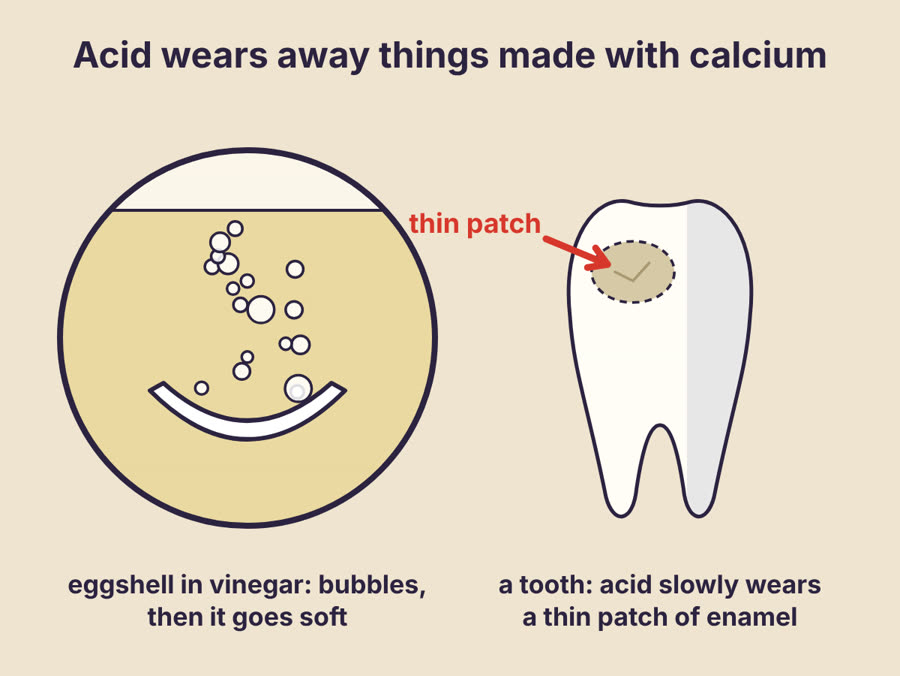 Acid wears away things made with calcium
thin patch
eggshell in vinegar: bubbles,
then it goes soft
a tooth: acid slowly wears
a thin patch of enamel